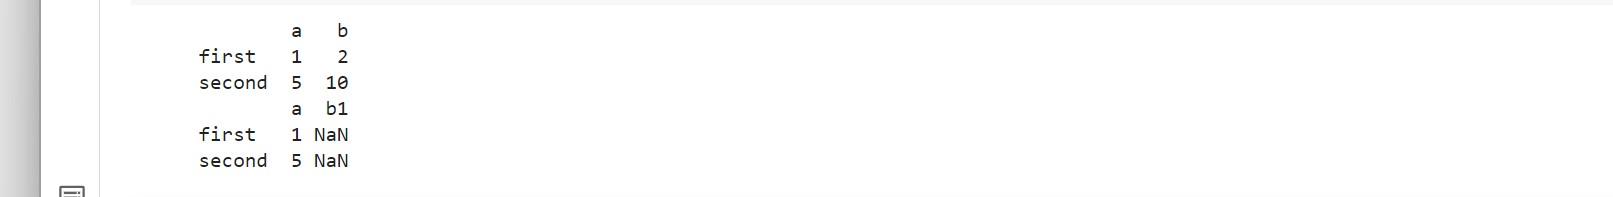 a b
first 1 2
second 5 10
a b1
first 1 NaN
second 5 NaN